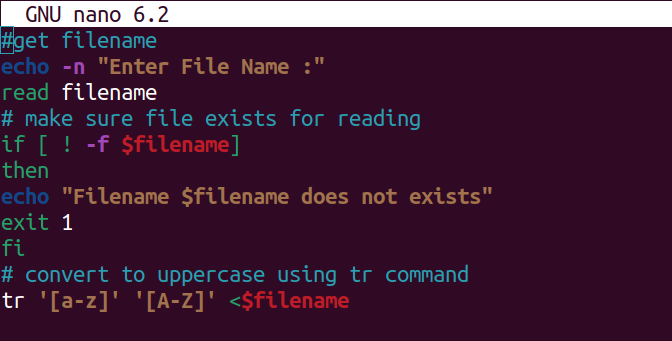 GNU nano 6.2
#get filename
echo -n "Enter File Name :"
read filename
# make sure file exists for reading
if [ ! -f $filename]
then
echo "Filename $filename does not exists"
exit 1
fi
# convert to uppercase using tr command
tr '[a-z]' '[A-Z]' <$filename